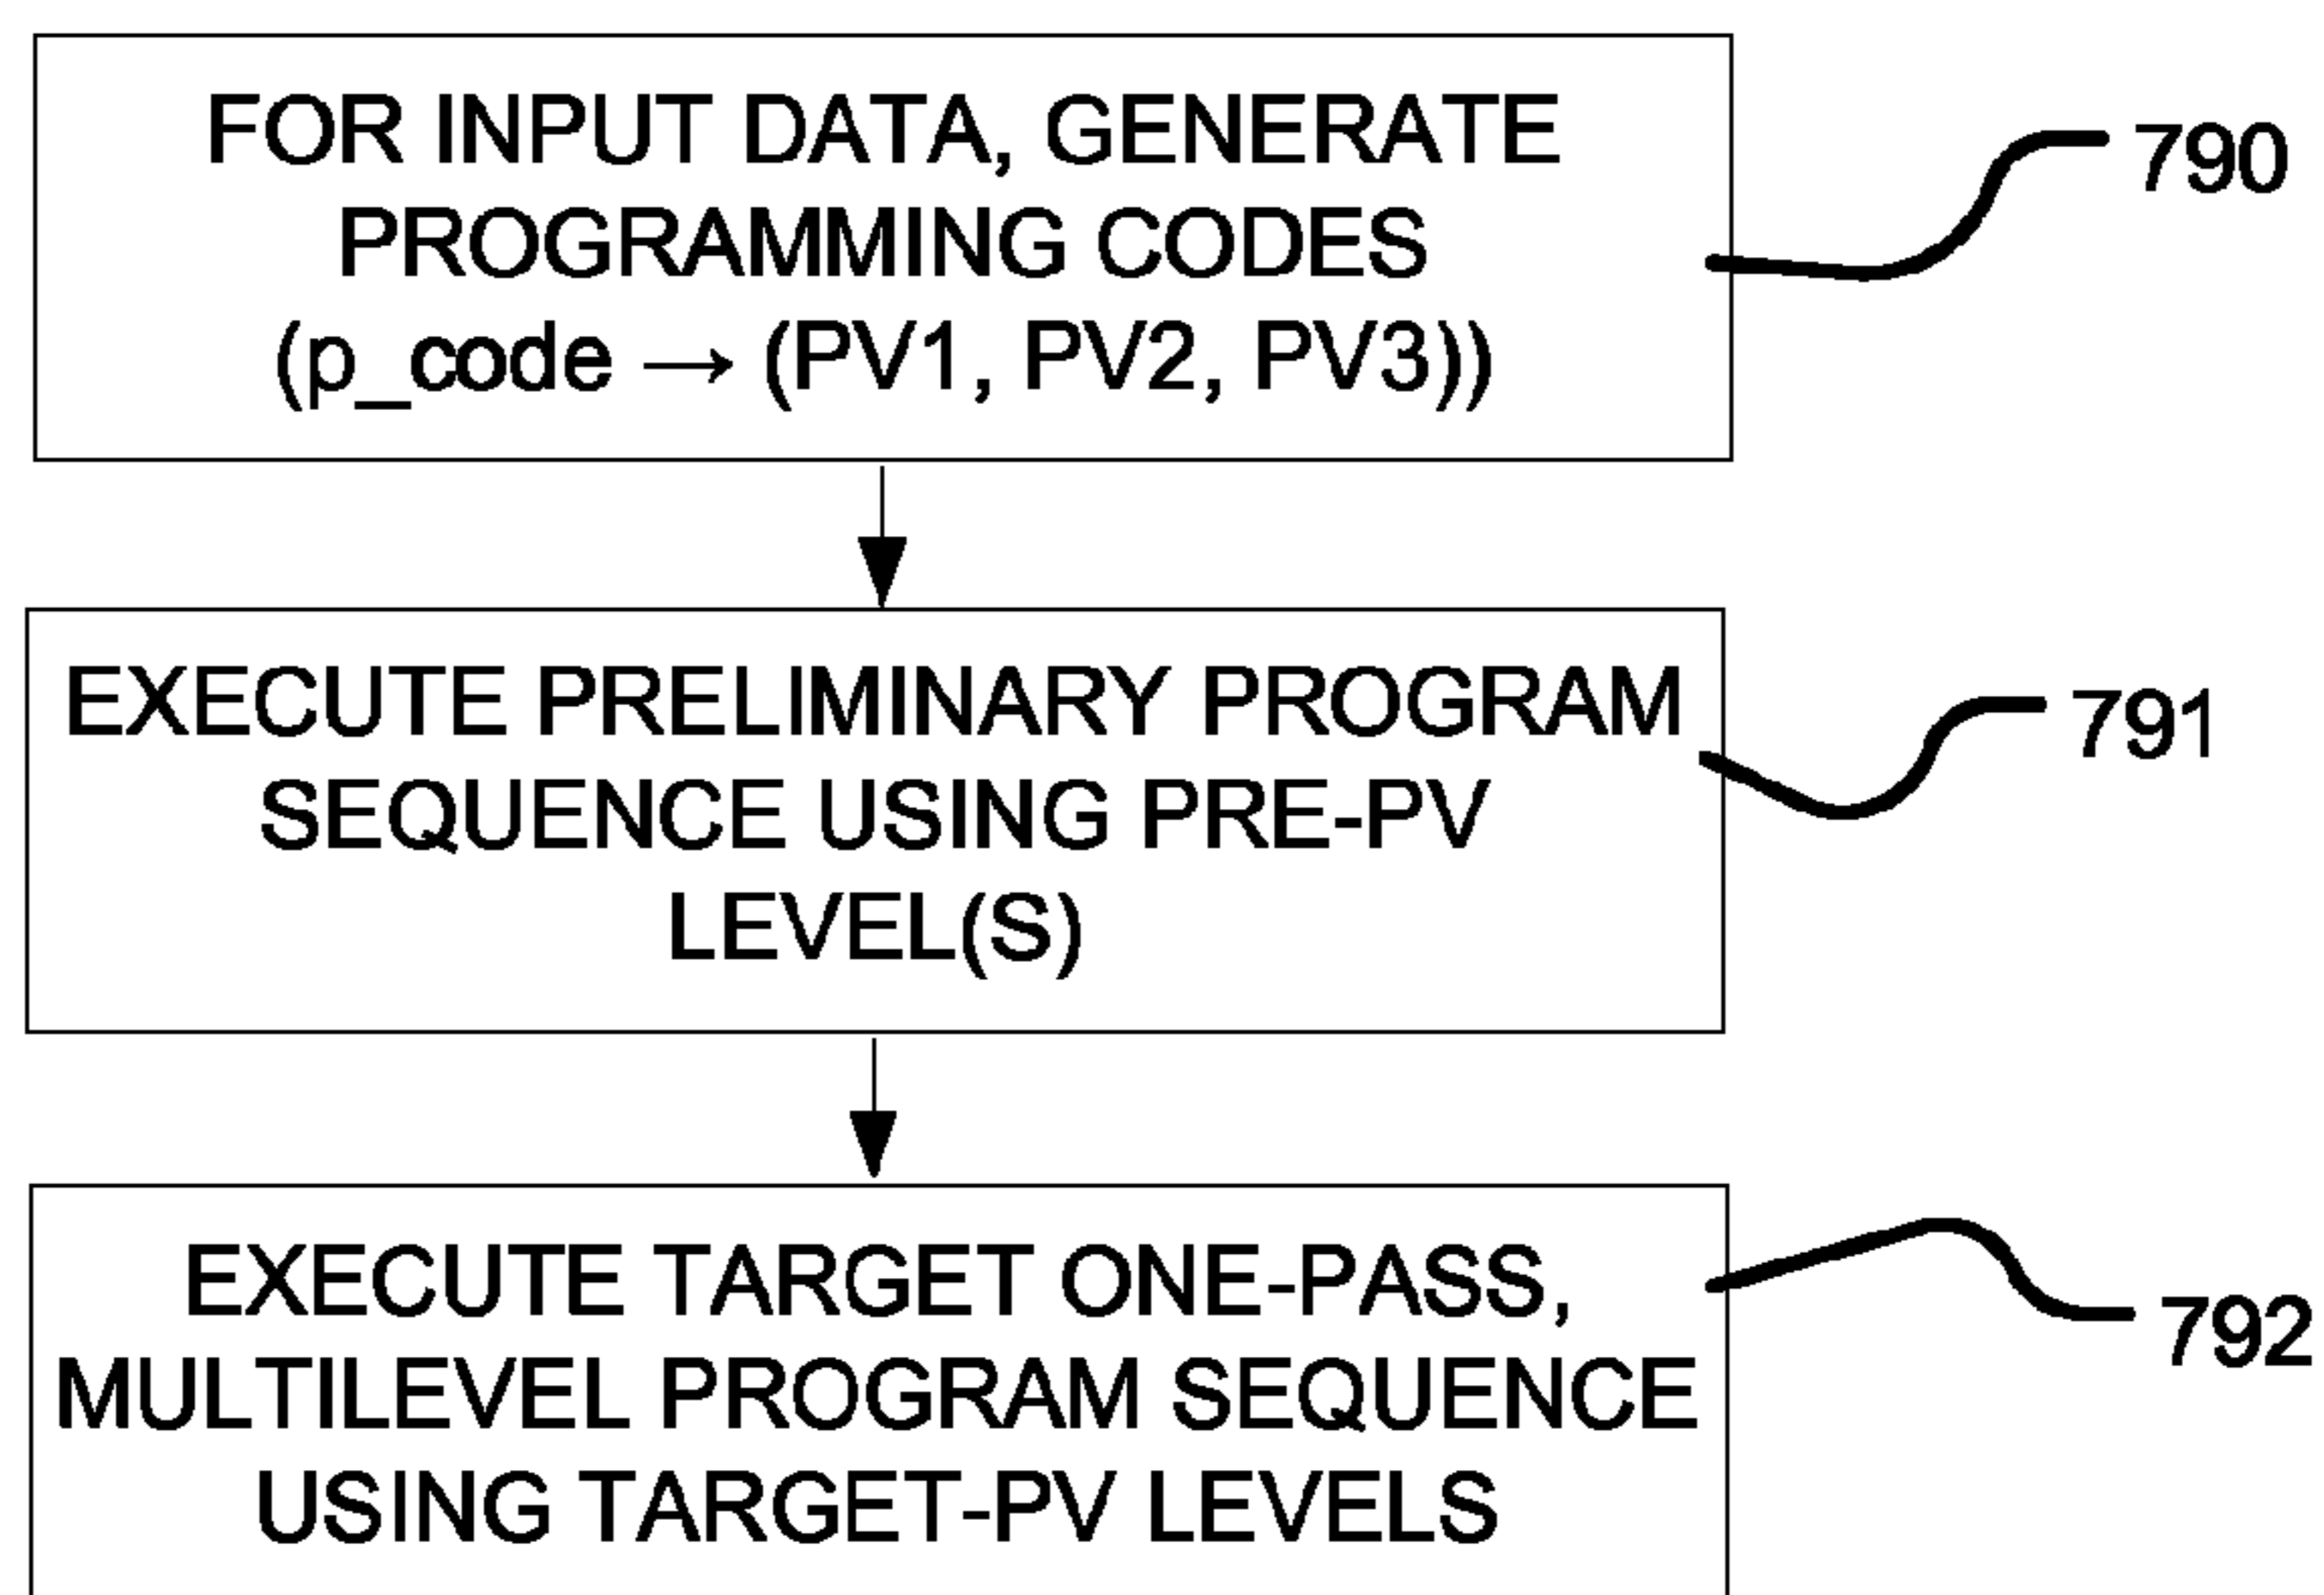 FOR INPUT DATA, GENERATE
PROGRAMMING CODES
(p_code → (PV1, PV2, PV3))
790
EXECUTE PRELIMINARY PROGRAM
SEQUENCE USING PRE-PV
LEVEL(S)
791
EXECUTE TARGET ONE-PASS,
MULTILEVEL PROGRAM SEQUENCE
USING TARGET-PV LEVELS
792